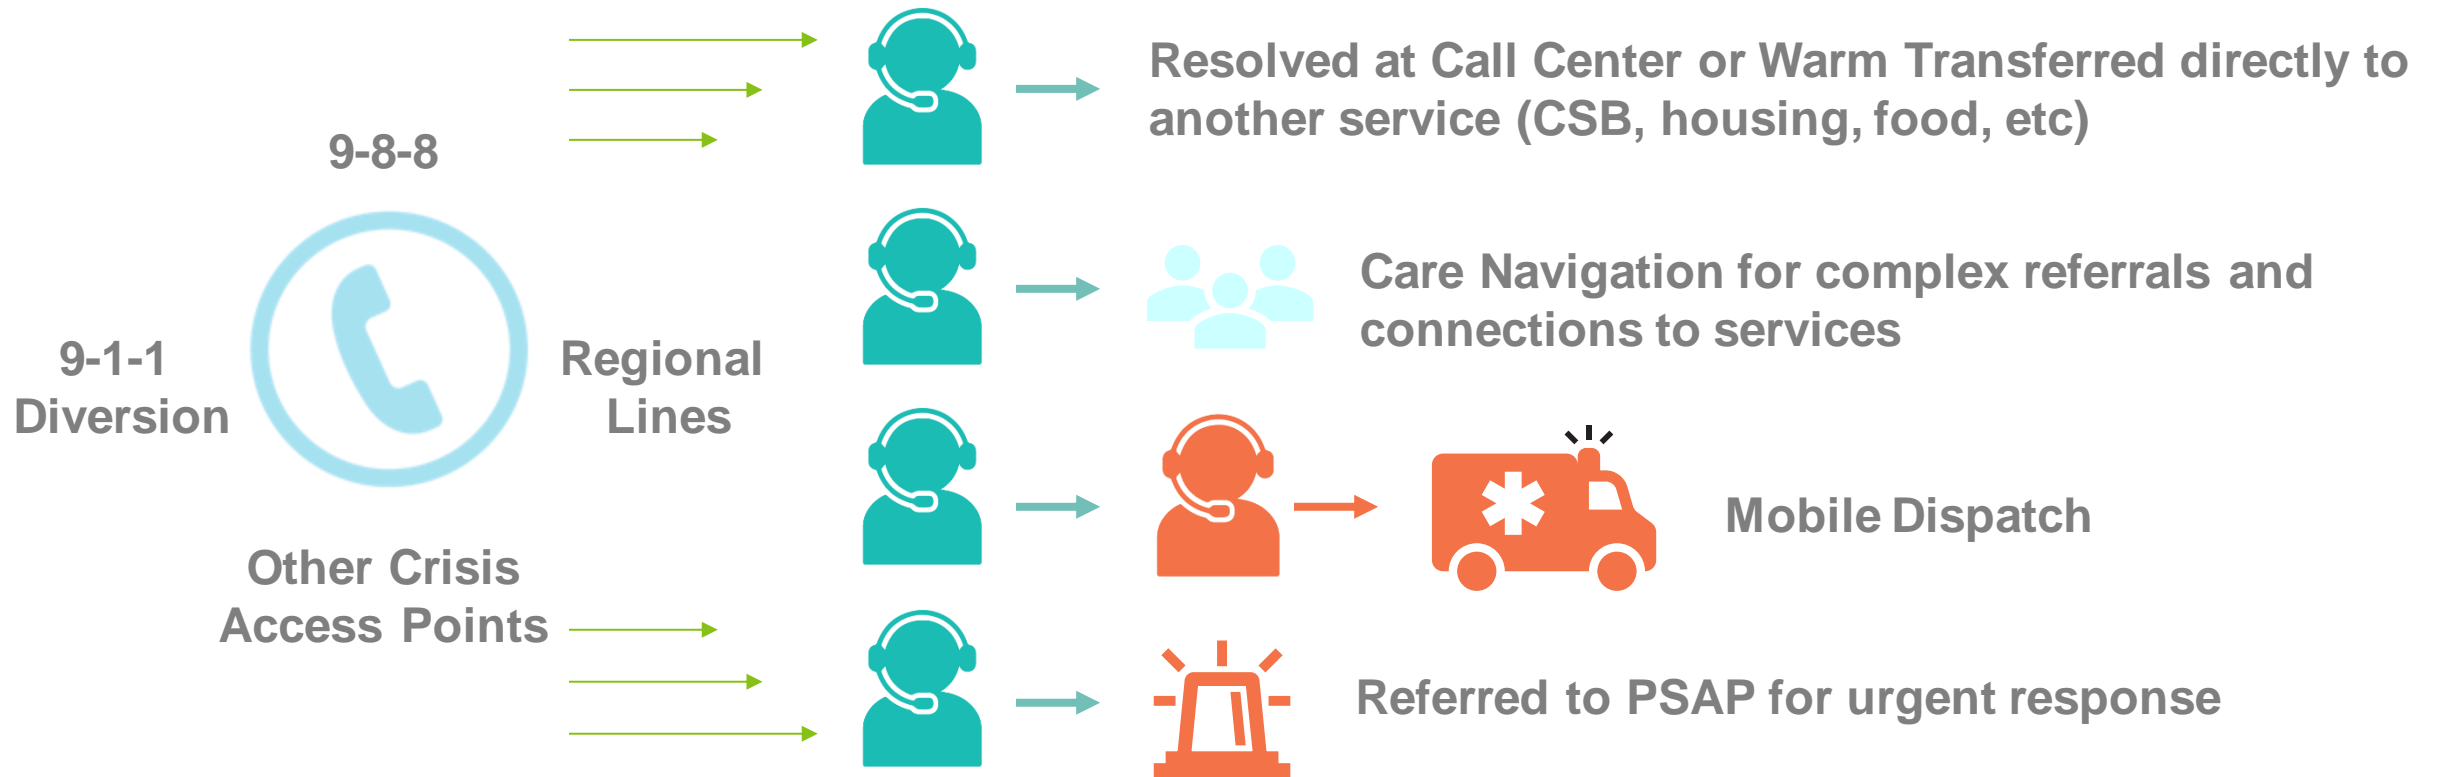 9-8-8
9-1-1
Diversion
Regional
Lines
Other Crisis
Access Points
Resolved at Call Center or Warm Transferred directly to
another service (CSB, housing, food, etc)
Care Navigation for complex referrals and
connections to services
Mobile Dispatch
Referred to PSAP for urgent response